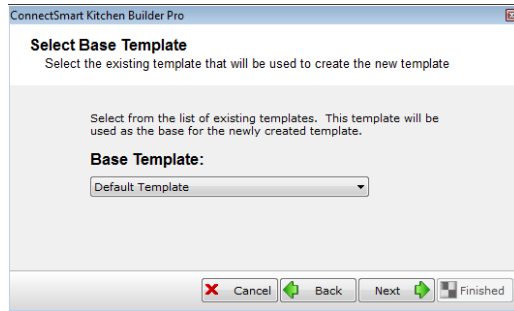 ConnectSmart Kitchen Builder Pro
Select Base Template
Select the existing template that will be used to create the new template
Select from the list of existing templates. This template will be
used as the base for the newly created template.
Base Template:
Default Template
Cancel Back Next Finished